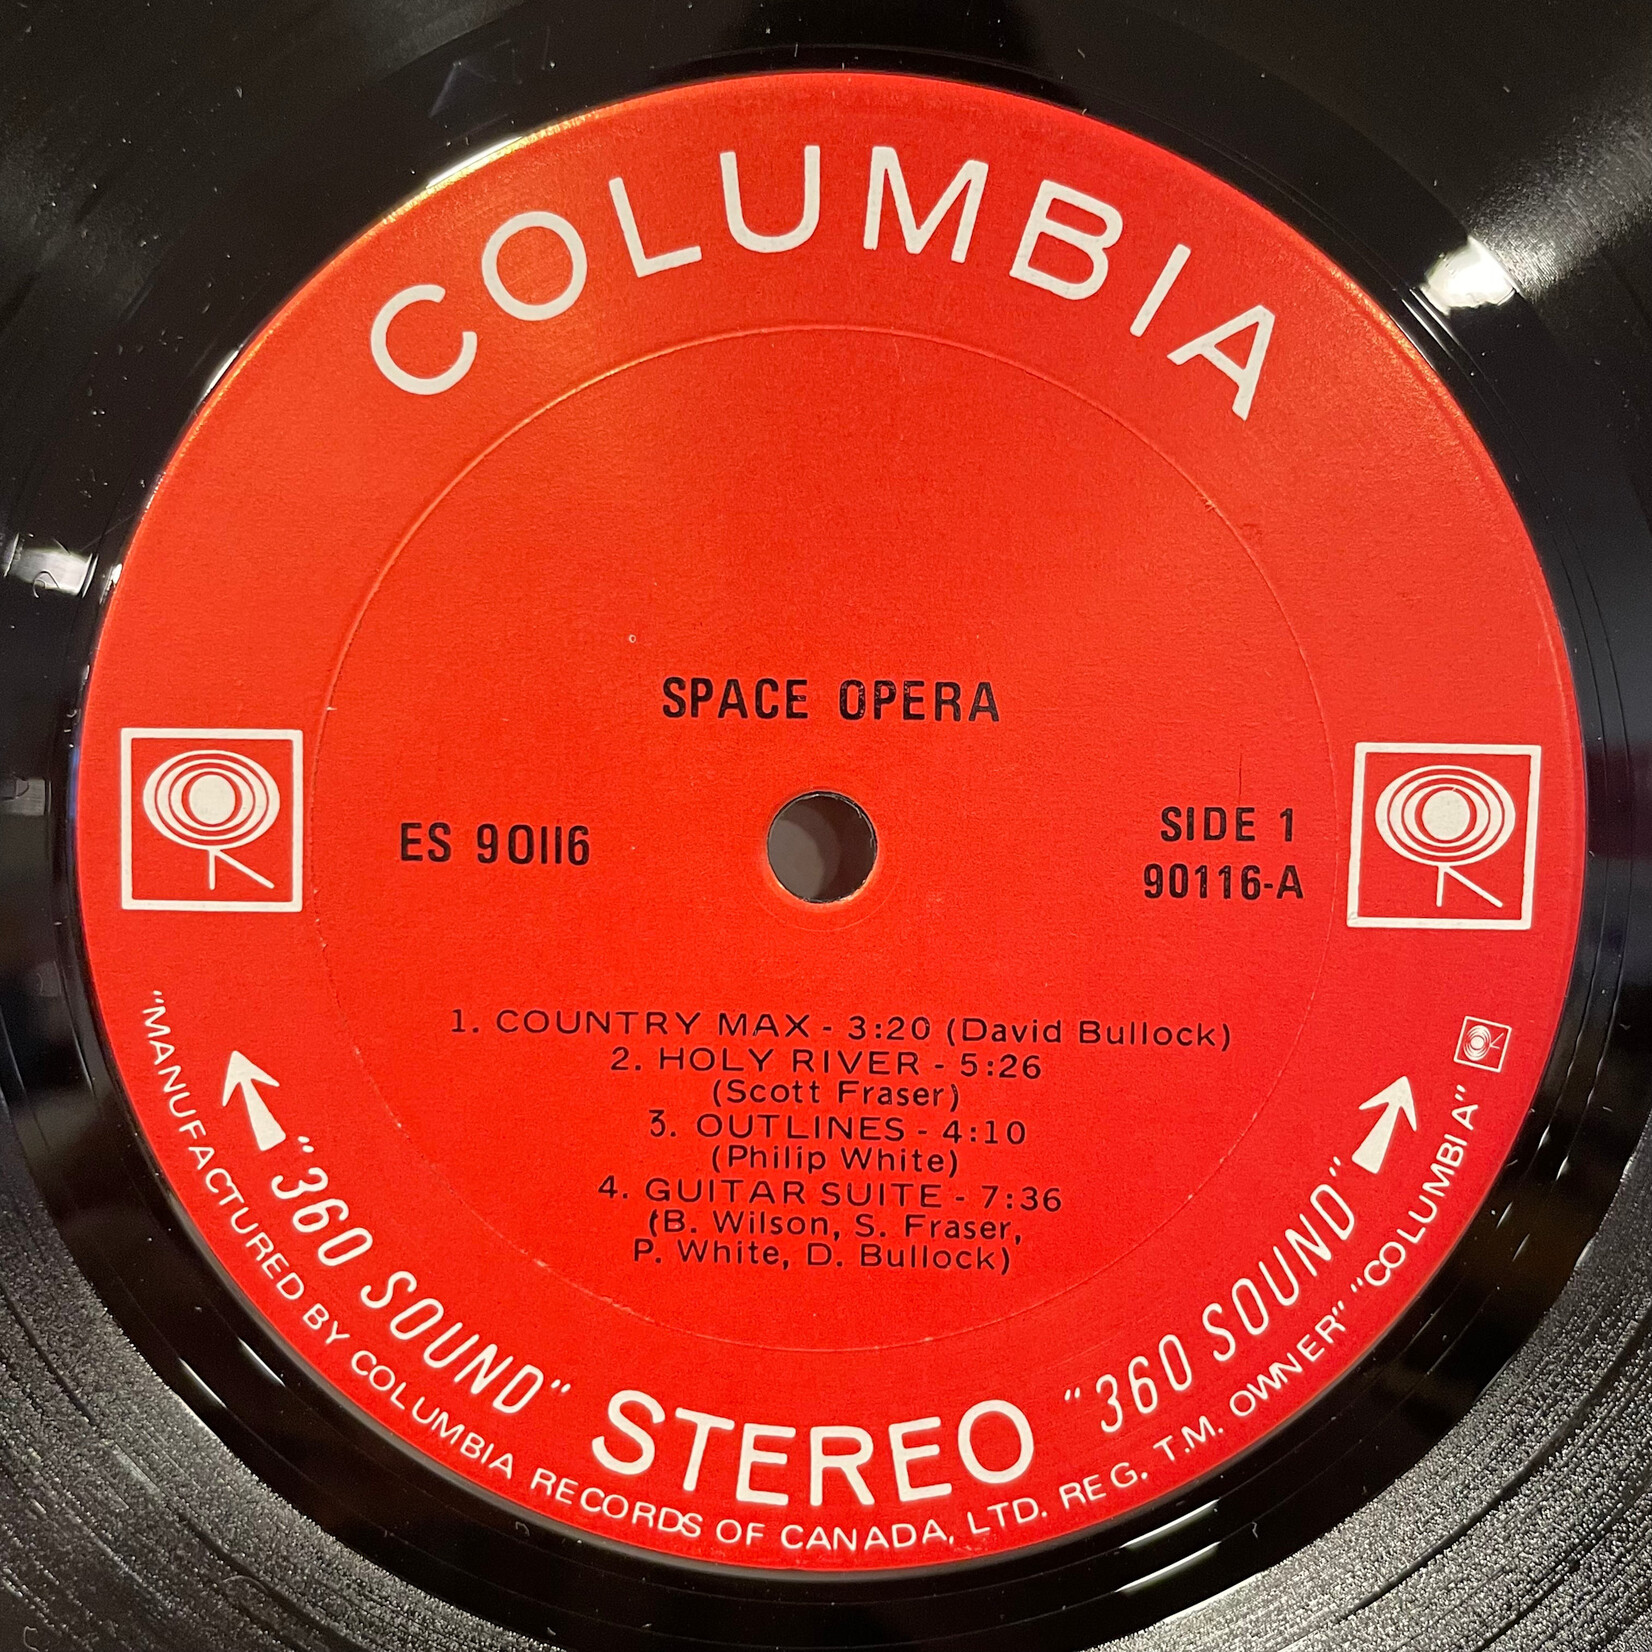 COLUMBIA
SPACE OPERA
ES 90116
SIDE 1
90116-A
1. COUNTRY MAX - 3:20 (David Bullock)
2. HOLY RIVER - 5:26
(Scott Fraser)
3. OUTLINES - 4:10
(Philip White)
4. GUITAR SUITE - 7:36
(B. Wilson, S. Fraser,
P. White, D. Bullock)
"360 SOUND" STEREO "360 SOUND"
"MANUFACTURED BY COLUMBIA RECORDS OF CANADA, LTD. REG. T.M. OWNER" "COLUMBIA"